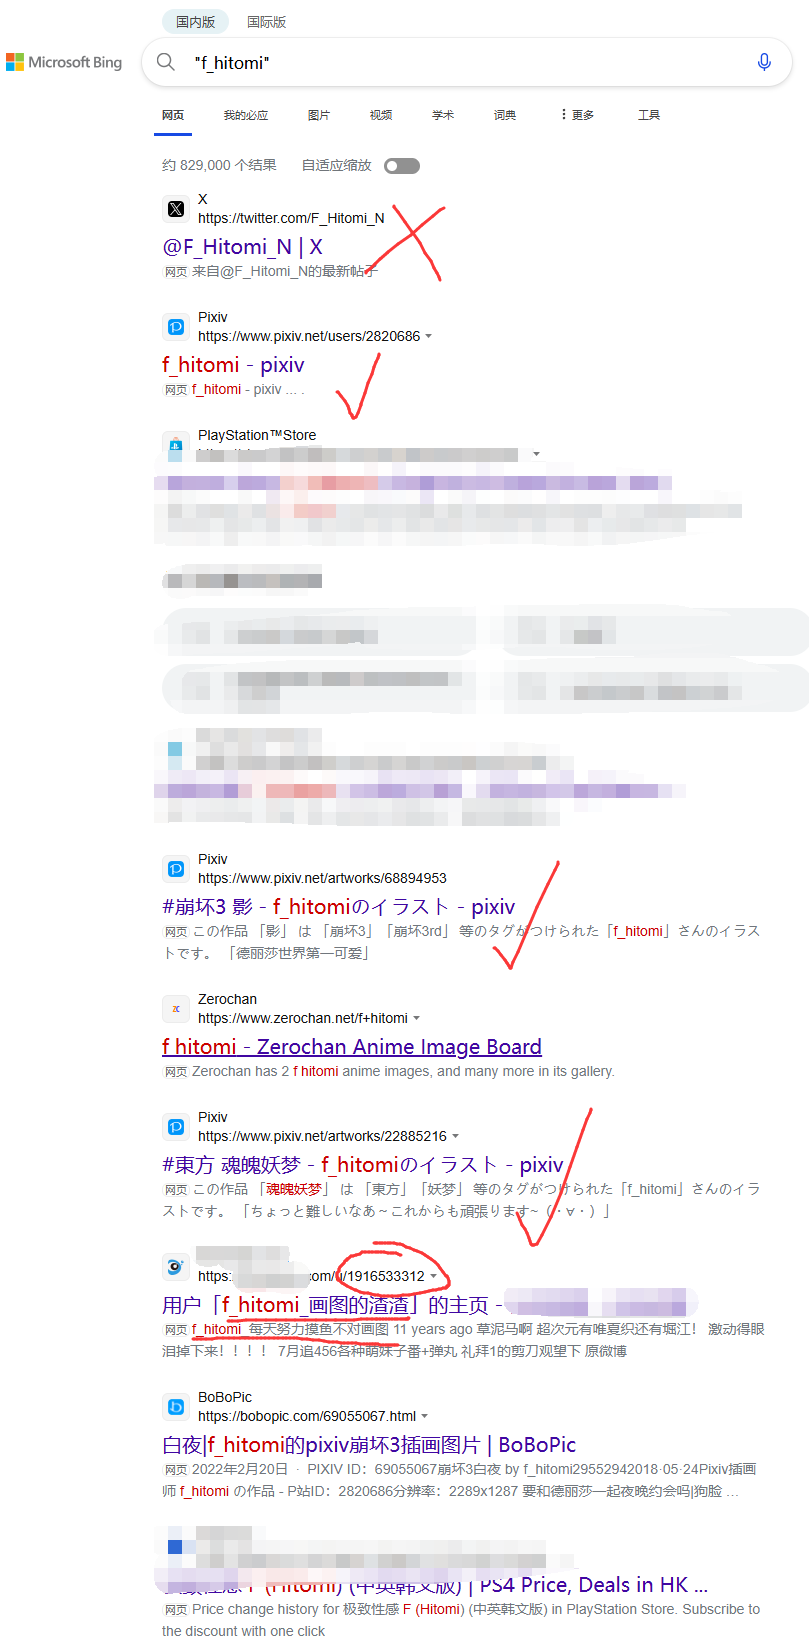 国内版 国际版
Microsoft Bing
"f_hitomi"
网页 我的必应 图片 视频 学术 词典 更多 工具
约 829,000 个结果 自适应缩放
X
https://twitter.com/F_Hitomi_N
@F_Hitomi_N | X
网页 来自@F_Hitomi_N的最新帖子
Pixiv
https://www.pixiv.net/users/2820686
f_hitomi - pixiv
网页 f_hitomi - pixiv ... .
PlayStation™Store
Pixiv
https://www.pixiv.net/artworks/68894953
#崩坏3 影 - f_hitomiのイラスト - pixiv
网页 この作品 「影」 は 「崩坏3」 「崩坏3rd」 等のタグがつけられた「f_hitomi」さんのイラス
トです。 「德丽莎世界第一可爱」
Zerochan
https://www.zerochan.net/f+hitomi
f hitomi - Zerochan Anime Image Board
网页 Zerochan has 2 f hitomi anime images, and many more in its gallery.
Pixiv
https://www.pixiv.net/artworks/22885216
#東方 魂魄妖梦 - f_hitomiのイラスト - pixiv
网页 この作品 「魂魄妖梦」 は 「東方」「妖梦」 等のタグがつけられた「f_hitomi」さんのイラ
ストです。 「ちょっと難しいなあ～これからも頑張ります~（・∀・）」
https: com/u/1916533312
用户「f_hitomi_画图的渣渣」的主页 -
网页 f_hitomi 每天努力摸鱼不对画图 11 years ago 草泥马啊 超次元有唯夏织还有堀江！ 激动得眼
泪掉下来！！！！ 7月追456各种萌妹子番+弹丸 礼拜1的剪刀观望下 原微博
BoBoPic
https://bobopic.com/69055067.html
白夜|f_hitomi的pixiv崩坏3插画图片 | BoBoPic
网页 2022年2月20日 · PIXIV ID：69055067崩坏3白夜 by f_hitomi29552942018·05·24Pixiv插画
师 f_hitomi の作品 - P站ID：2820686分辨率：2289x1287 要和德丽莎一起夜晚约会吗|狗脸 ...
F (Hitomi) (中英韩文版) | PS4 Price, Deals in HK ...
网页 Price change history for 极致性感 F (Hitomi) (中英韩文版) in PlayStation Store. Subscribe to
the discount with one click